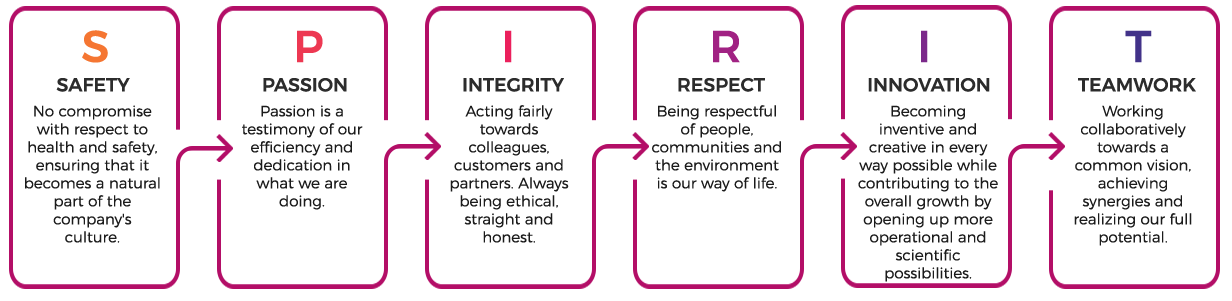 S
SAFETY
No compromise
with respect to
health and safety,
ensuring that it
becomes a natural
part of the
company's
culture.
P
PASSION
Passion is a
testimony of our
efficiency and
dedication in
what we are
doing.
I
INTEGRITY
Acting fairly
towards
colleagues,
customers and
partners. Always
being ethical,
straight and
honest.
R
RESPECT
Being respectful
of people,
communities and
the environment
is our way of life.
I
INNOVATION
Becoming
inventive and
creative in every
way possible while
contributing to the
overall growth by
opening up more
operational and
scientific
possibilities.
T
TEAMWORK
Working
collaboratively
towards a
common vision,
achieving
synergies and
realizing our full
potential.